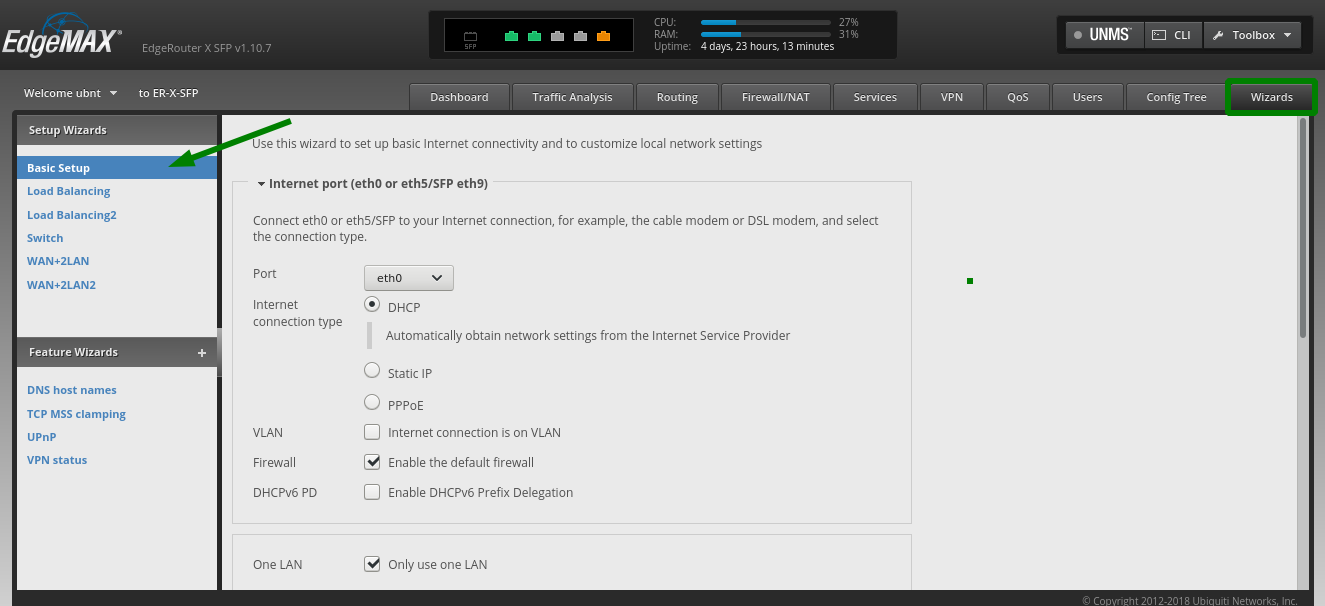 EdgeMAX®
EdgeRouter X SFP v1.10.7
SFP
CPU: 27%
RAM: 31%
Uptime: 4 days, 23 hours, 13 minutes
UNMS™
CLI
Toolbox
Welcome ubnt
to ER-X-SFP
Dashboard
Traffic Analysis
Routing
Firewall/NAT
Services
VPN
QoS
Users
Config Tree
Wizards
Setup Wizards
Basic Setup
Load Balancing
Load Balancing2
Switch
WAN+2LAN
WAN+2LAN2
Feature Wizards +
DNS host names
TCP MSS clamping
UPnP
VPN status
Use this wizard to set up basic Internet connectivity and to customize local network settings
Internet port (eth0 or eth5/SFP eth9)
Connect eth0 or eth5/SFP to your Internet connection, for example, the cable modem or DSL modem, and select
the connection type.
Port eth0
Internet
connection type
DHCP
Automatically obtain network settings from the Internet Service Provider
Static IP
PPPoE
VLAN Internet connection is on VLAN
Firewall Enable the default firewall
DHCPv6 PD Enable DHCPv6 Prefix Delegation
One LAN Only use one LAN
© Copyright 2012-2018 Ubiquiti Networks, Inc.